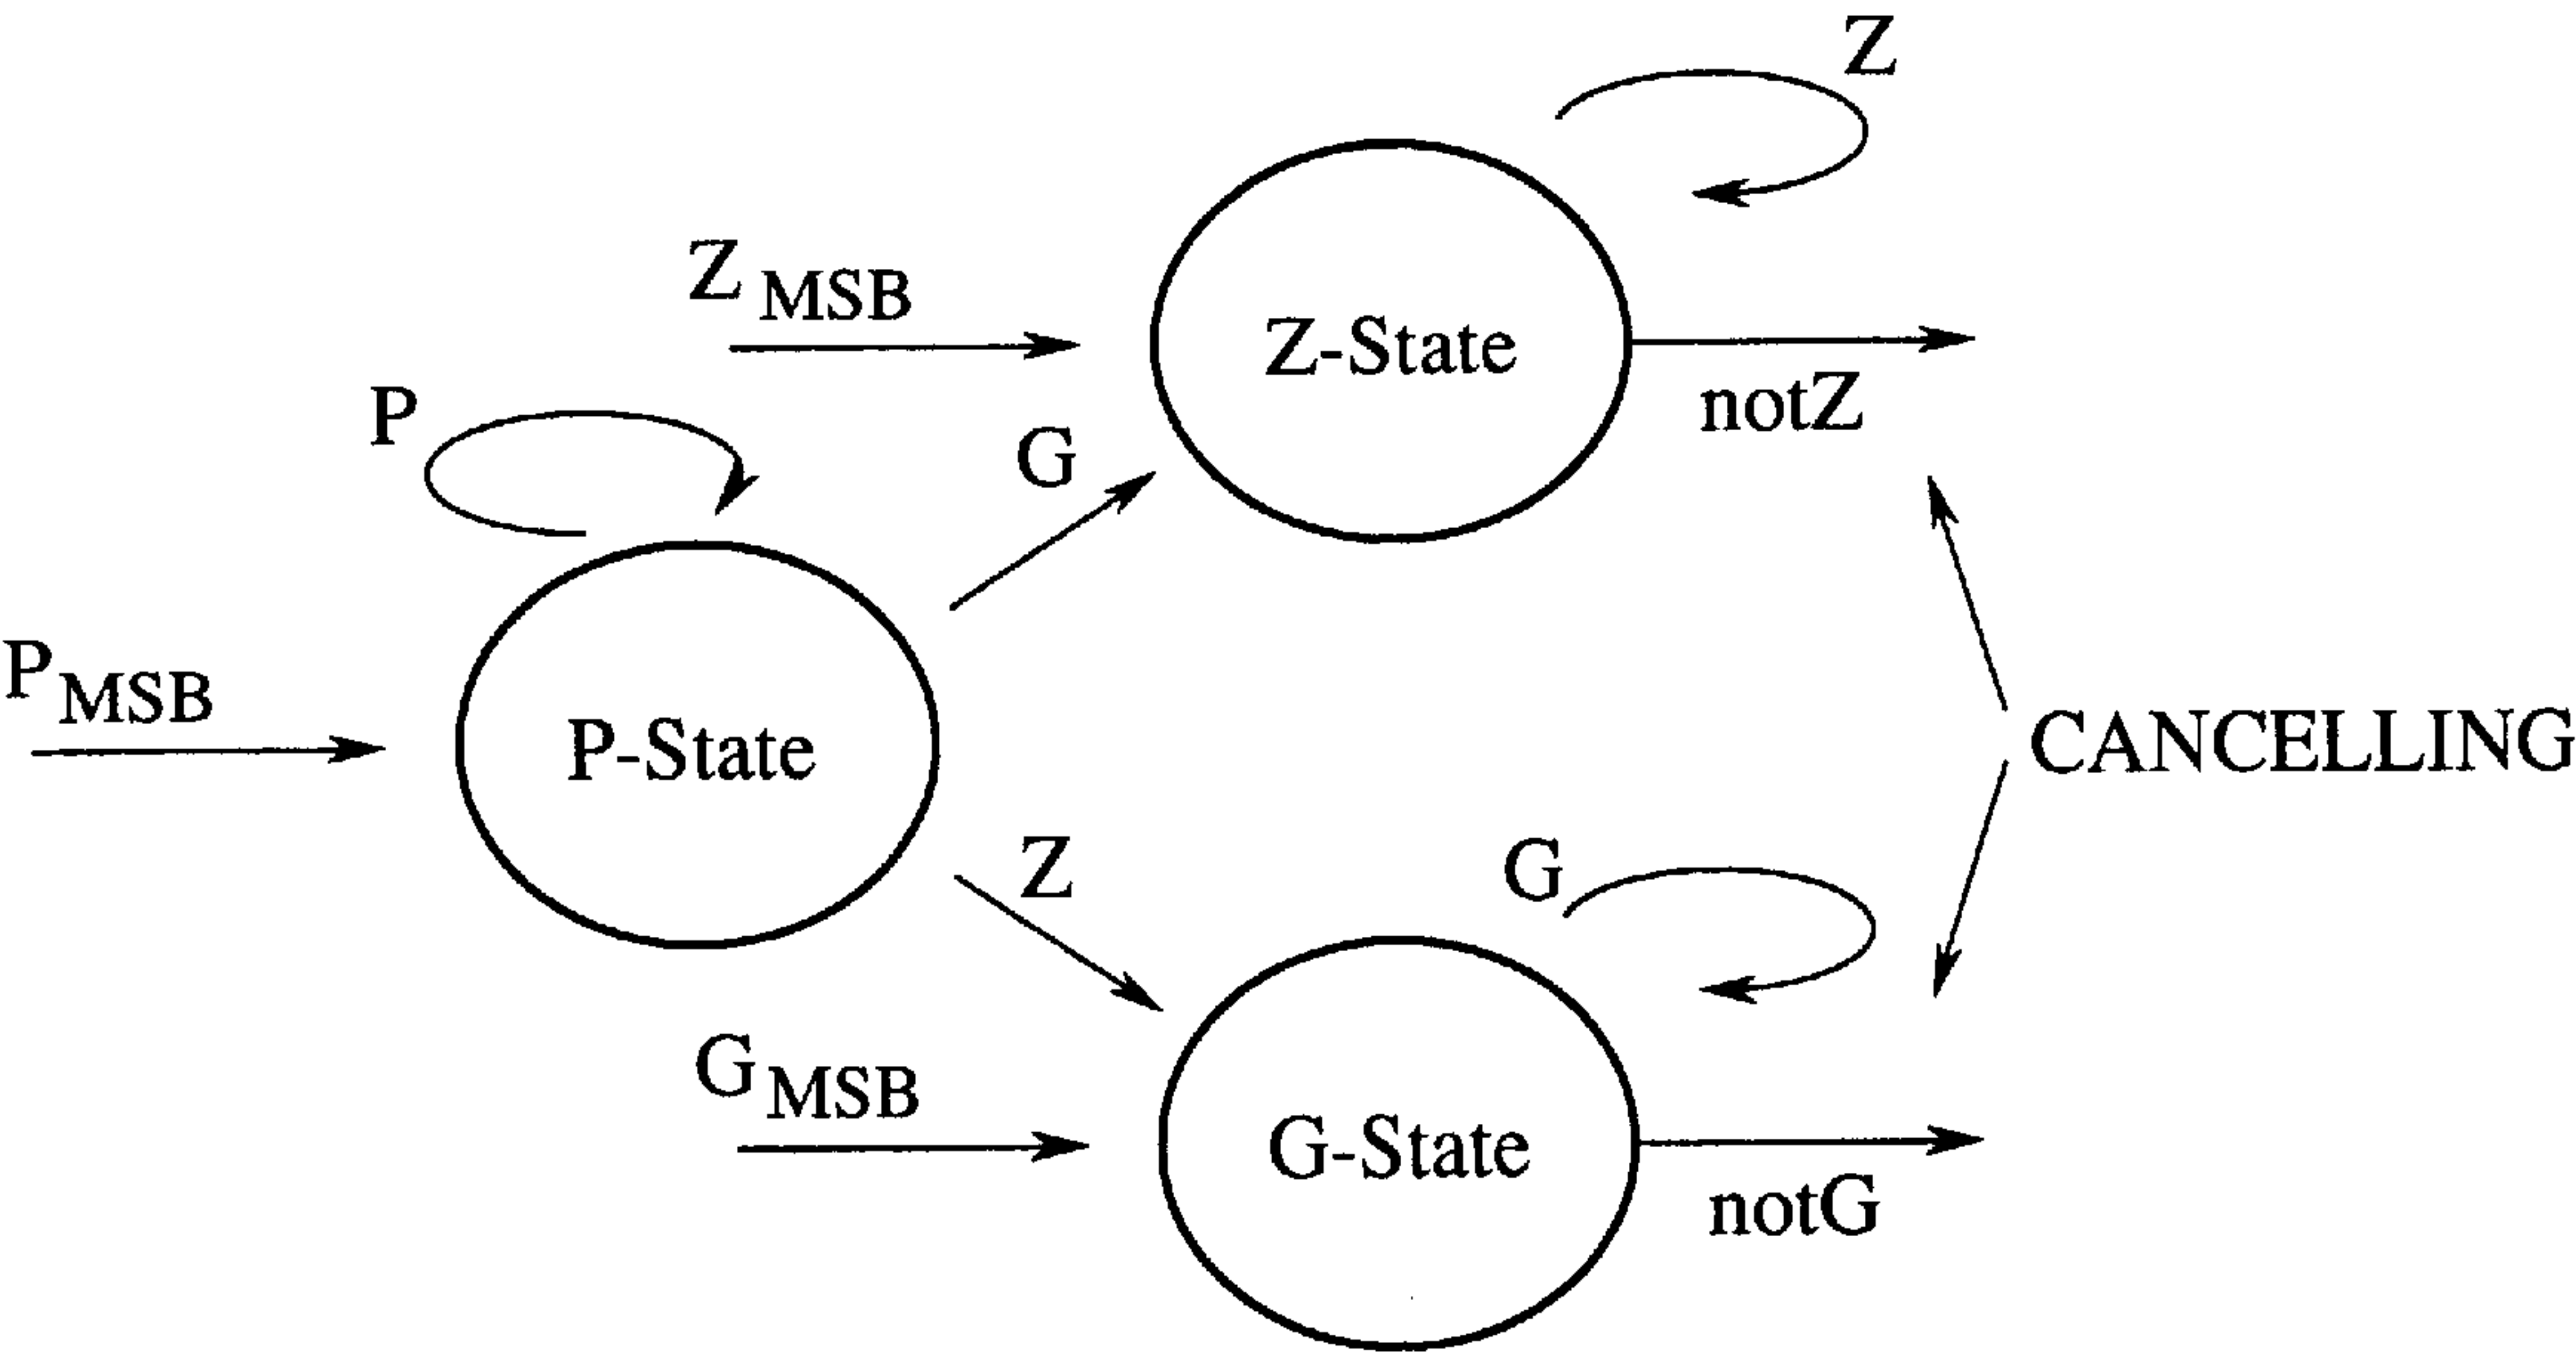 Z
Z MSB
Z-State
notZ
P
G
P MSB
P-State
CANCELLING
Z
G
G MSB
G-State
notG